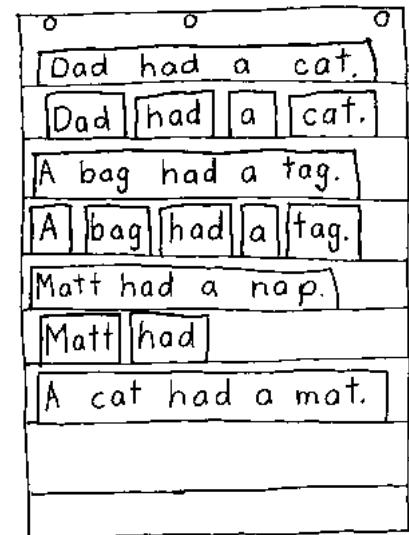 Dad had a cat.
Dad had a cat.
A bag had a tag.
A bag had a tag.
Matt had a nap.
Matt had
A cat had a mat.